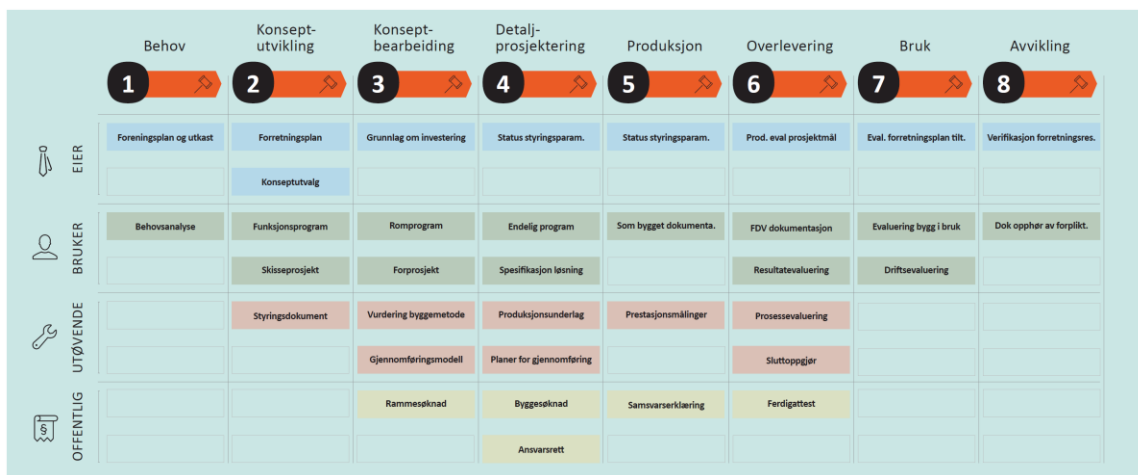 Behov
Konsept-
utvikling
Konsept-
bearbeiding
Detalj-
prosjektering
Produksjon
Overlevering
Bruk
Avvikling
1
2
3
4
5
6
7
8
EIER
Foreningsplan og utkast
Forretningsplan
Grunnlag om investering
Status styringsparam.
Status styringsparam.
Prod. eval prosjektmål
Eval. forretningsplan tilt.
Verifikasjon forretningsres.
Konseptutvalg
BRUKER
Behovsanalyse
Funksjonsprogram
Romprogram
Endelig program
Som bygget dokumenta.
FDV dokumentasjon
Evaluering bygg i bruk
Dok opphør av forplikt.
Skisseprosjekt
Forprosjekt
Spesifikasjon løsning
Resultatevaluering
Driftsevaluering
UTØVENDE
Styringsdokument
Vurdering byggemetode
Produksjonsunderlag
Prestasjonsmålinger
Prosessevaluering
Gjennomføringsmodell
Planer for gjennomføring
Sluttoppgjør
OFFENTLIG
§
Rammesøknad
Byggesøknad
Samsvarserklæring
Ferdigattest
Ansvarsrett